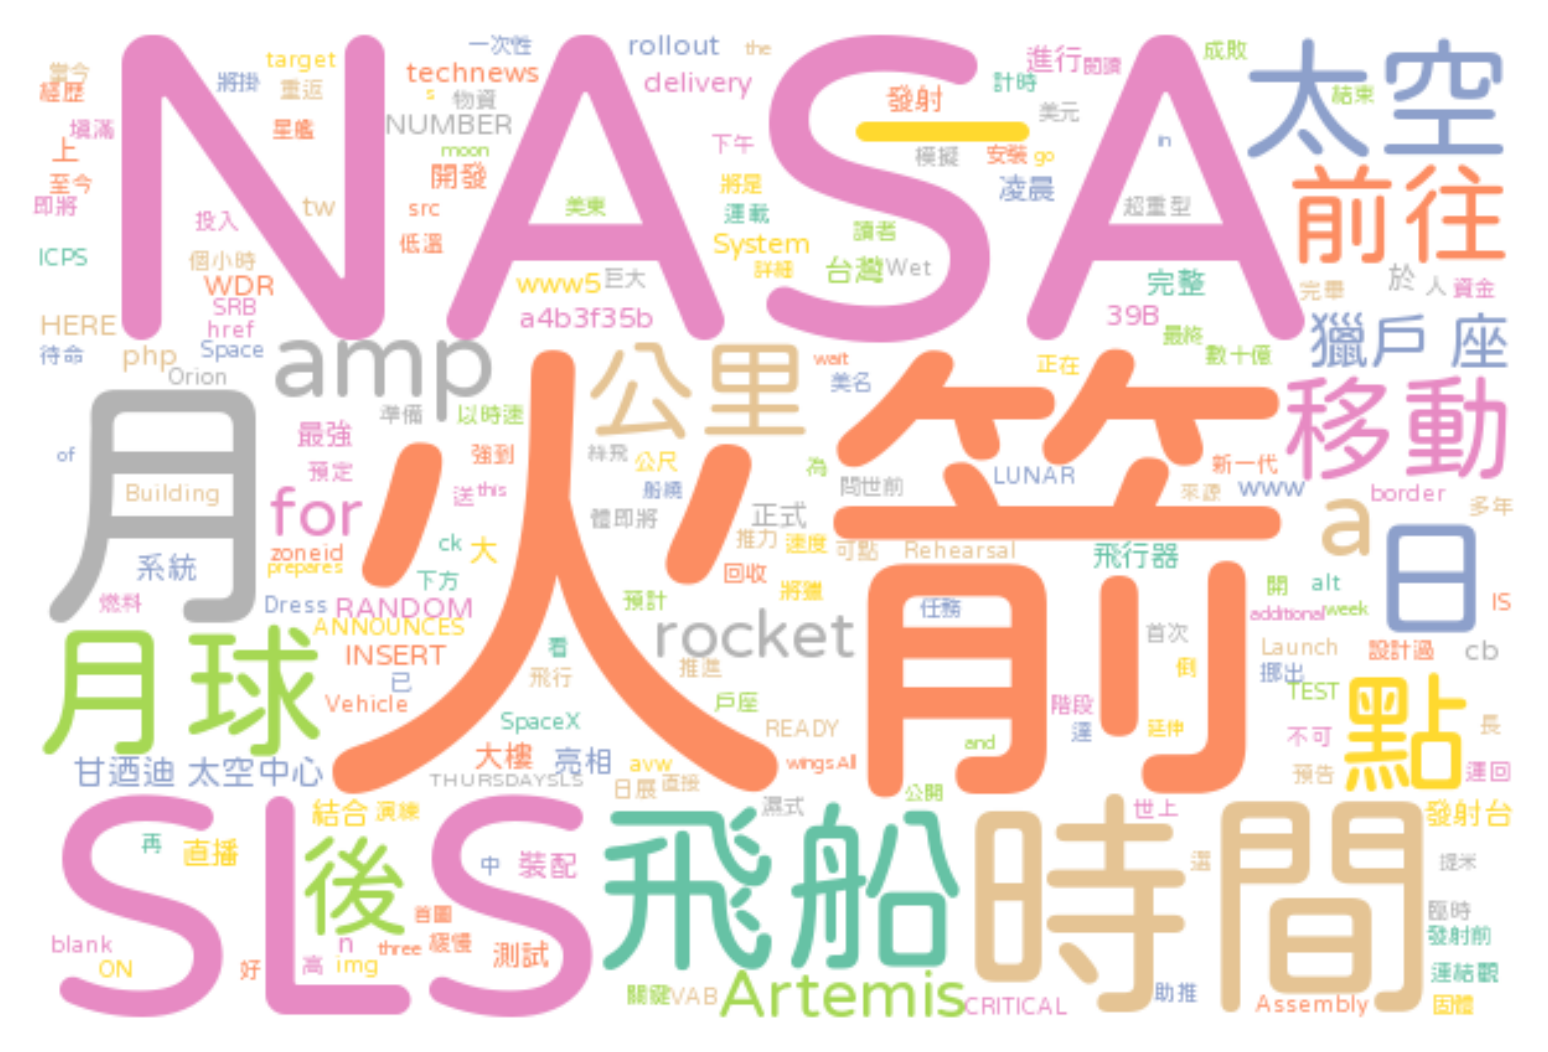 一次性 rollout the
當今 target technews delivery 進行 閱讀 成敗 太空
經歷 將掛 重返 s 物資 發射 計時 結束
填滿 星艦 NUMBER 一 美元
NASA
上 moon 下午 模擬 安裝 go in
至今 開發 將是 凌晨 前往
即將 投入 tw src 美東 運載 超重型
ICPS 個小時 低溫 System 讀者
WDR www5 巨大 詳細 台灣 Wet 完整 完畢 於 人 資金
HERE SRB href a4b3f35b 39B 最終 獵戶 座
待命 php Space amp 公里 wait 正在 數十億
Orion 準備 以時速 美名 移動
of 月 最強 強到 絲飛 公尺 為 LUNAR 新一代
Building 預定 送 this 船繞 問世前 來源 www border 多年
for 火箭 體即將 正式 a
系統 zoneid ck 大 推力 速度 可點 Rehearsal 飛行器 日
prepares 下方 回收 將獵 開 alt
燃料 Dress RANDOM 預計 任務 additional week IS
ANNOUNCES rocket 首次
月球 INSERT 看 推進 Launch 設計過 cb
已 飛行 倒 挪出 TEST 點
Vehicle SpaceX 戶座 階段 長
READY 運 延伸 不可
甘迺迪 太空中心 大樓 亮相 avw and wings All 預告 運回
THURSDAYSLS 日展 直接
SLS 結合 演練 濕式 公開 世上 發射台
再 直播 後 中 裝配 飛船 時間 選 提米
首圖 臨時
blank n three 緩慢 測試 發射前
ON 好 高 img 連結觀
關鍵 VAB Artemis CRITICAL 助推 Assembly 固體